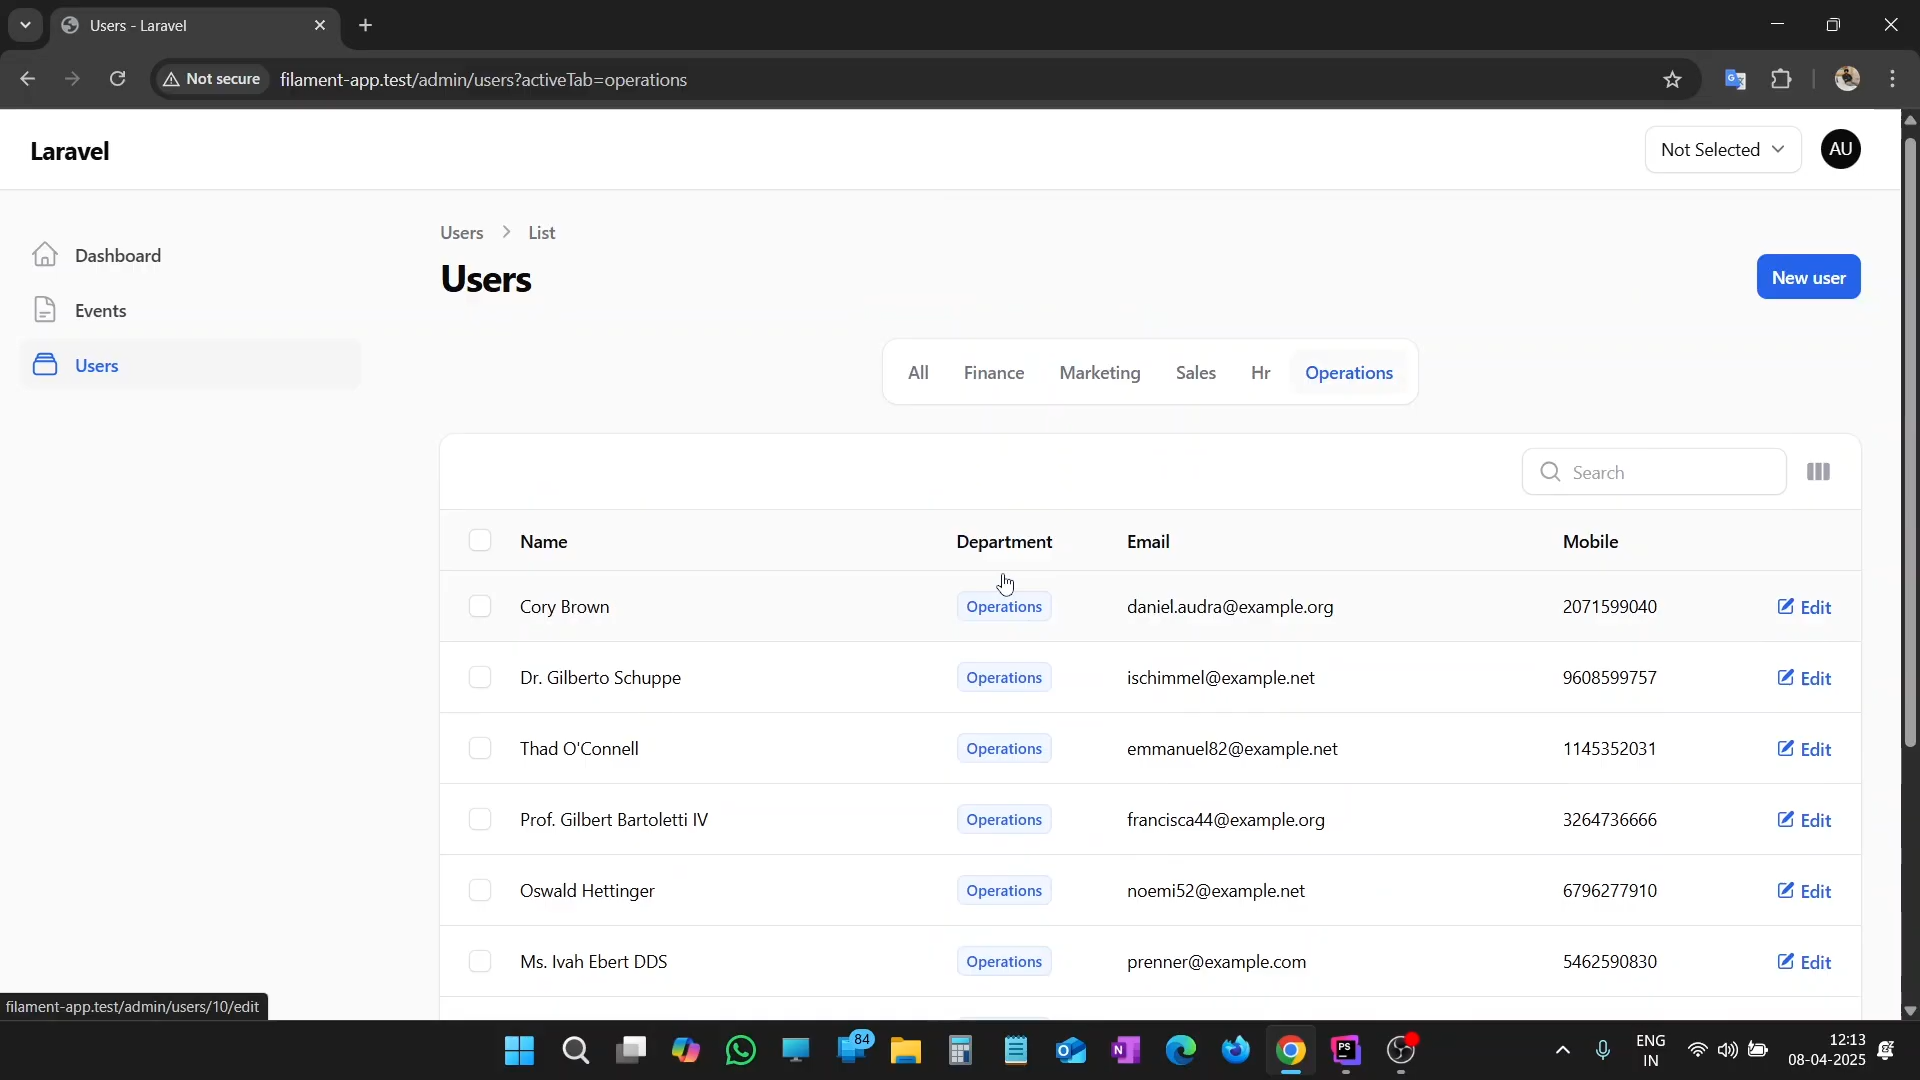 Users - Laravel
Not secure filament-app.test/admin/users?activeTab=operations
Laravel
Not Selected
AU
Dashboard
Events
Users
Users > List
Users
New user
All Finance Marketing Sales Hr Operations
Search
Name Department Email Mobile
Cory Brown Operations daniel.audra@example.org 2071599040 Edit
Dr. Gilberto Schuppe Operations ischimmel@example.net 9608599757 Edit
Thad O'Connell Operations emmanuel82@example.net 1145352031 Edit
Prof. Gilbert Bartoletti IV Operations francisca44@example.org 3264736666 Edit
Oswald Hettinger Operations noemi52@example.net 6796277910 Edit
Ms. Ivah Ebert DDS Operations prenner@example.com 5462590830 Edit
filament-app.test/admin/users/10/edit
84
PS
ENG
IN
12:13
08-04-2025